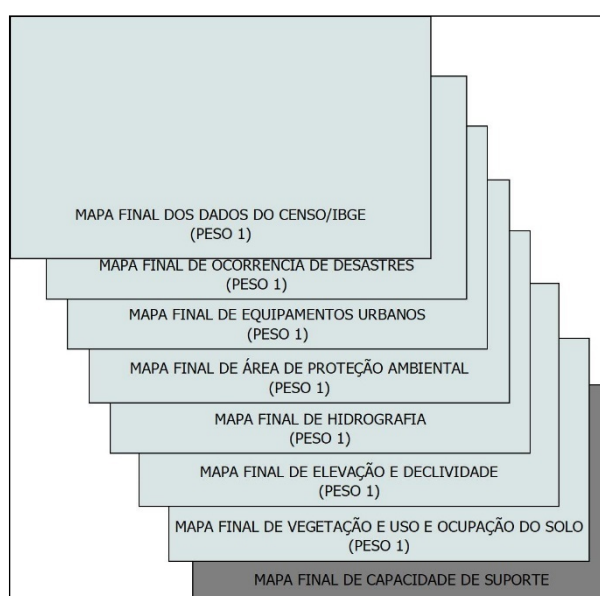 MAPA FINAL DOS DADOS DO CENSO/IBGE
(PESO 1)
MAPA FINAL DE OCORRENCIA DE DESASTRES
(PESO 1)
MAPA FINAL DE EQUIPAMENTOS URBANOS
(PESO 1)
MAPA FINAL DE ÁREA DE PROTEÇÃO AMBIENTAL
(PESO 1)
MAPA FINAL DE HIDROGRAFIA
(PESO 1)
MAPA FINAL DE ELEVAÇÃO E DECLIVIDADE
(PESO 1)
MAPA FINAL DE VEGETAÇÃO E USO E OCUPAÇÃO DO SOLO
(PESO 1)
MAPA FINAL DE CAPACIDADE DE SUPORTE